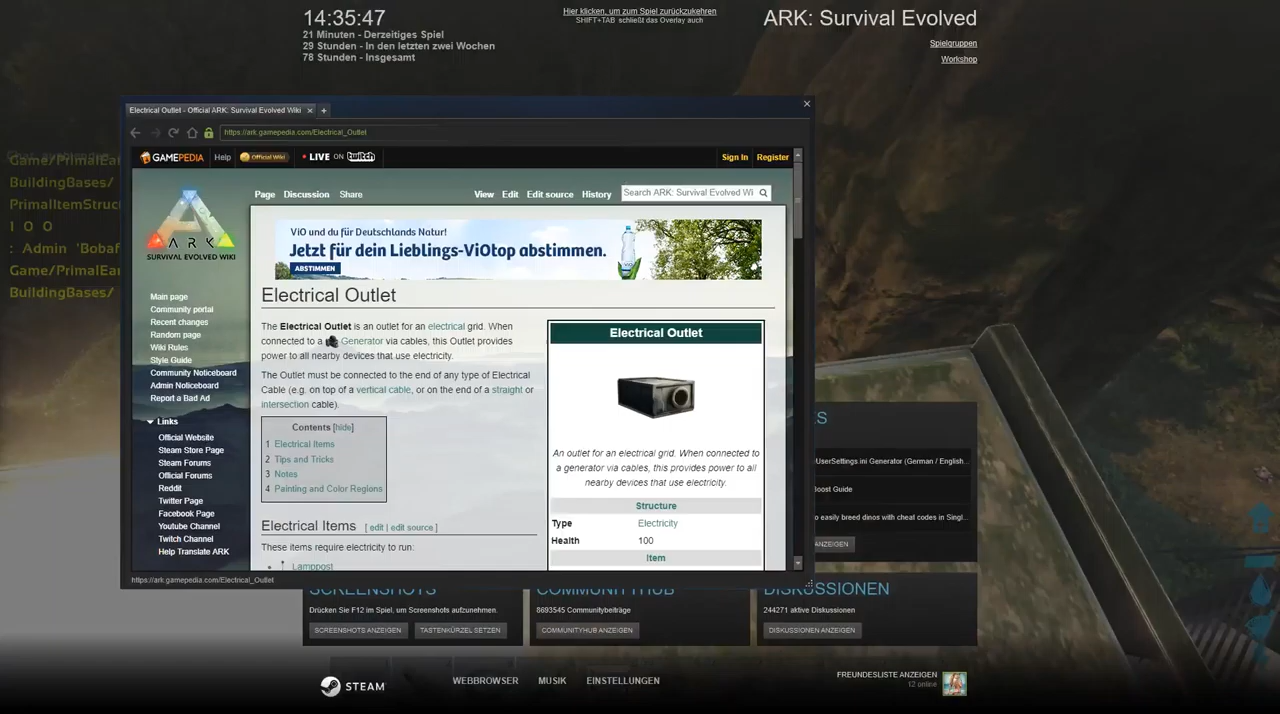 14:35:47
21 Minuten - Derzeitiges Spiel
29 Stunden - In den letzten zwei Wochen
78 Stunden - Insgesamt
Hier klicken, um zum Spiel zurückzukehren
SHIFT+TAB schließt das Overlay auch
ARK: Survival Evolved
Spielgruppen
Workshop
Electrical Outlet - Official ARK: Survival Evolved Wiki
https://ark.gamepedia.com/Electrical_Outlet
GAMEPEDIA Help Official Wiki LIVE ON twitch
Sign In Register
Page Discussion Share
View Edit Edit source History
Search ARK: Survival Evolved Wi
ARK
SURVIVAL EVOLVED WIKI
ViO und du für Deutschlands Natur!
Jetzt für dein Lieblings-ViOtop abstimmen.
ABSTIMMEN
Game/PrimalEar
BuildingBases/
PrimalItemStruc
1 0 0
: Admin 'Bobaf
Game/PrimalEar
BuildingBases/
Main page
Community portal
Recent changes
Random page
Wiki Rules
Style Guide
Community Noticeboard
Admin Noticeboard
Report a Bad Ad
Links
Official Website
Steam Store Page
Steam Forums
Official Forums
Reddit
Twitter Page
Facebook Page
Youtube Channel
Twitch Channel
Help Translate ARK
Electrical Outlet
The Electrical Outlet is an outlet for an electrical grid. When
connected to a Generator via cables, this Outlet provides
power to all nearby devices that use electricity.
The Outlet must be connected to the end of any type of Electrical
Cable (e.g. on top of a vertical cable, or on the end of a straight or
intersection cable).
Contents [hide]
1 Electrical Items
2 Tips and Tricks
3 Notes
4 Painting and Color Regions
Electrical Items [ edit | edit source ]
These items require electricity to run:
Lamppost
Electrical Outlet
An outlet for an electrical grid. When connected to
a generator via cables, this provides power to all
nearby devices that use electricity.
Structure
Type Electricity
Health 100
Item
https://ark.gamepedia.com/Electrical_Outlet
S
UserSettings.ini Generator (German / English...
Boost Guide
o easily breed dinos with cheat codes in Singl...
ANZEIGEN
SCREENSHOTS
Drücken Sie F12 im Spiel, um Screenshots aufzunehmen.
SCREENSHOTS ANZEIGEN TASTENKÜRZEL SETZEN
COMMUNITYHUB
8693545 Communitybeiträge
COMMUNITYHUB ANZEIGEN
DISKUSSIONEN
244271 aktive Diskussionen
DISKUSSIONEN ANZEIGEN
STEAM
WEBBROWSER MUSIK EINSTELLUNGEN
FREUNDESLISTE ANZEIGEN
12 online